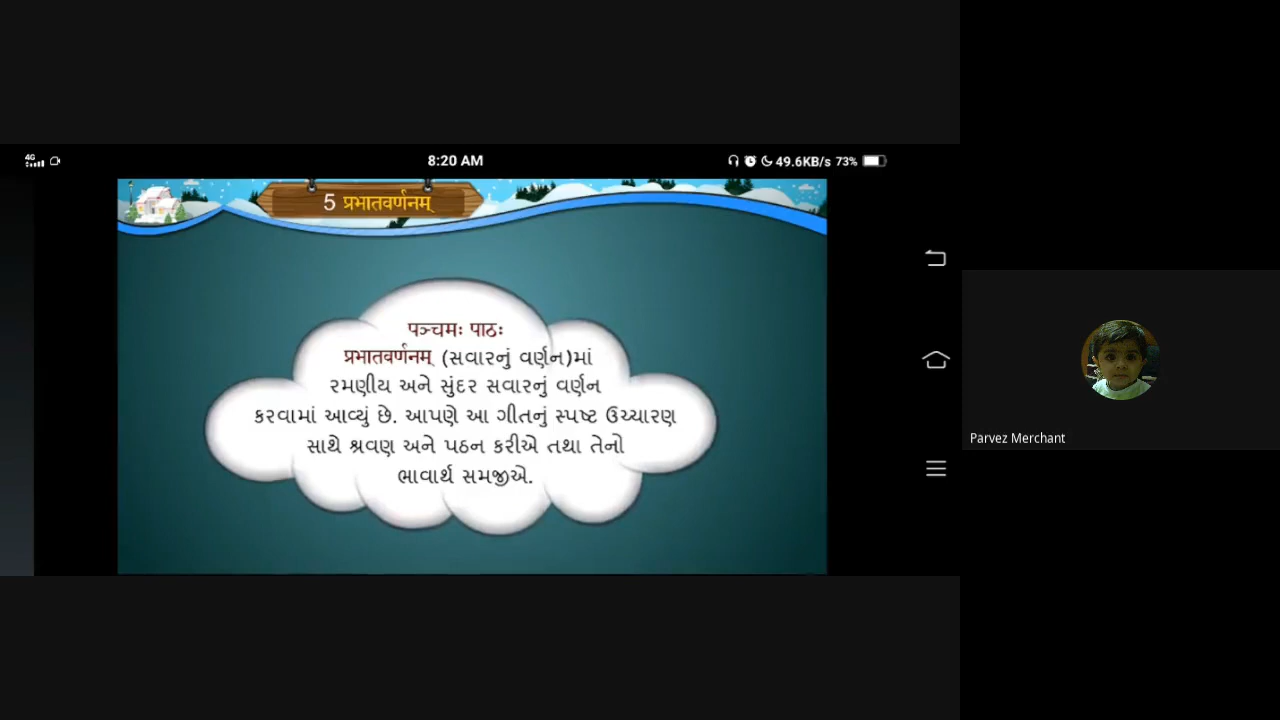 4G
8:20 AM
49.6KB/s 73%
5 प्रभातवर्णनम्
पञ्चमः पाठः
प्रभातवर्णनम् (સવારનું વર્ણન)માં
રમણીય અને સુંદર સવારનું વર્ણન
કરવામાં આવ્યું છે. આપણે આ ગીતનું સ્પષ્ટ ઉચ્ચારણ
સાથે શ્રવણ અને પઠન કરીએ તથા તેનો
ભાવાર્થ સમજીએ.
Parvez Merchant